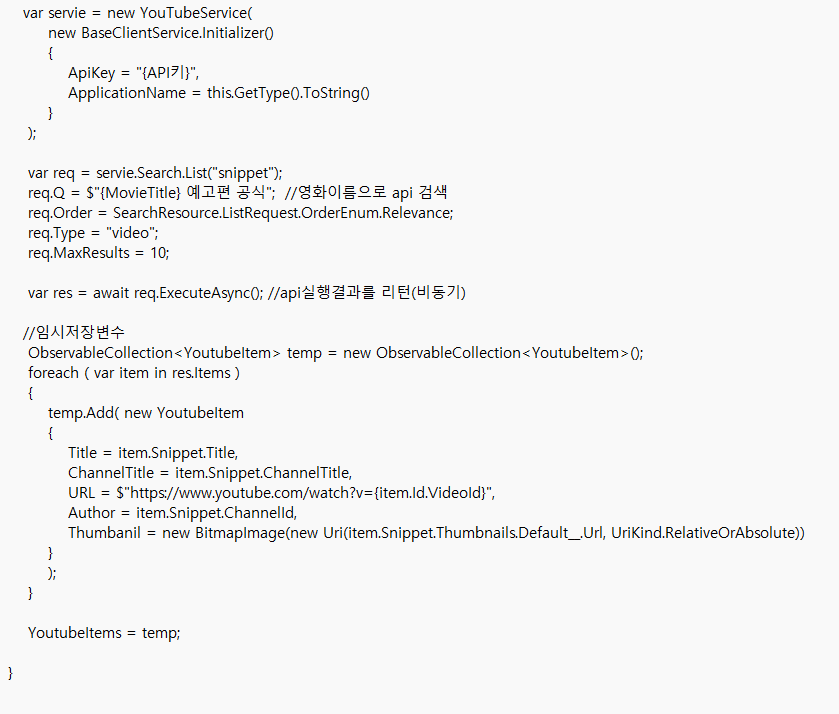 var servie = new YouTubeService(
new BaseClientService.Initializer()
{
ApiKey = "{API키}",
ApplicationName = this.GetType().ToString()
}
);
var req = servie.Search.List("snippet");
req.Q = $"{MovieTitle} 예고편 공식";  //영화이름으로 api 검색
req.Order = SearchResource.ListRequest.OrderEnum.Relevance;
req.Type = "video";
req.MaxResults = 10;
var res = await req.ExecuteAsync(); //api실행결과를 리턴(비동기)
//임시저장변수
ObservableCollection<YoutubeItem> temp = new ObservableCollection<YoutubeItem>();
foreach ( var item in res.Items )
{
temp.Add( new YoutubeItem
{
Title = item.Snippet.Title,
ChannelTitle = item.Snippet.ChannelTitle,
URL = $"https://www.youtube.com/watch?v={item.Id.VideoId}",
Author = item.Snippet.ChannelId,
Thumbanil = new BitmapImage(new Uri(item.Snippet.Thumbnails.Default__.Url, UriKind.RelativeOrAbsolute))
}
);
}
YoutubeItems = temp;
}